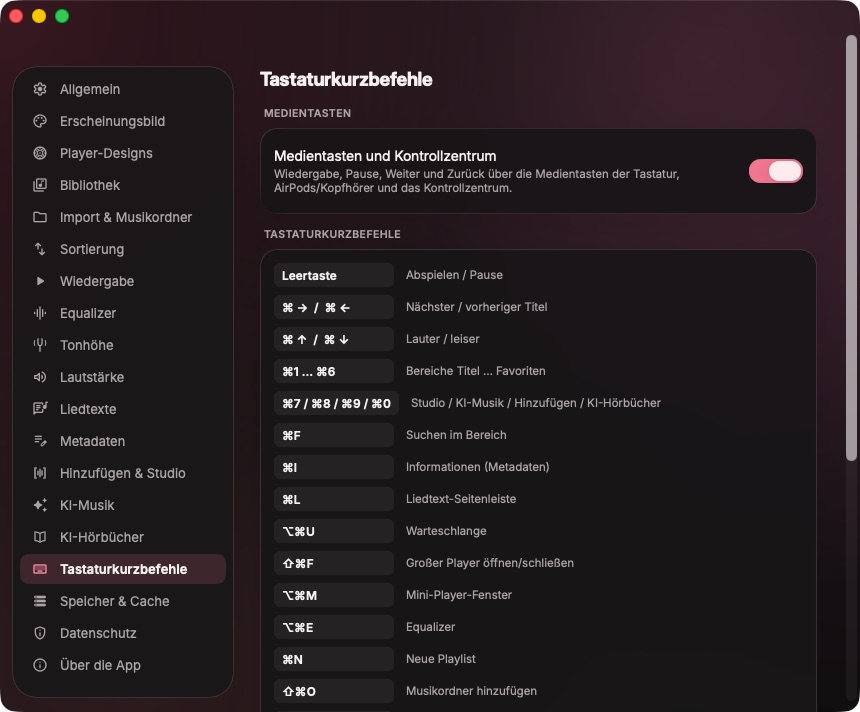 Allgemein
Erscheinungsbild
Player-Designs
Bibliothek
Import & Musikordner
Sortierung
Wiedergabe
Equalizer
Tonhöhe
Lautstärke
Liedtexte
Metadaten
Hinzufügen & Studio
KI-Musik
KI-Hörbücher
Tastaturkurzbefehle
Speicher & Cache
Datenschutz
Über die App
Tastaturkurzbefehle
MEDIENTASTEN
Medientasten und Kontrollzentrum
Wiedergabe, Pause, Weiter und Zurück über die Medientasten der Tastatur,
AirPods/Kopfhörer und das Kontrollzentrum.
TASTATURKURZBEFEHLE
Leertaste Abspielen / Pause
⌘ → / ⌘ ← Nächster / vorheriger Titel
⌘ ↑ / ⌘ ↓ Lauter / leiser
⌘1 … ⌘6 Bereiche Titel … Favoriten
⌘7 / ⌘8 / ⌘9 / ⌘0 Studio / KI-Musik / Hinzufügen / KI-Hörbücher
⌘F Suchen im Bereich
⌘I Informationen (Metadaten)
⌘L Liedtext-Seitenleiste
⌥⌘U Warteschlange
⇧⌘F Großer Player öffnen/schließen
⌥⌘M Mini-Player-Fenster
⌥⌘E Equalizer
⌘N Neue Playlist
⇧⌘O Musikordner hinzufügen